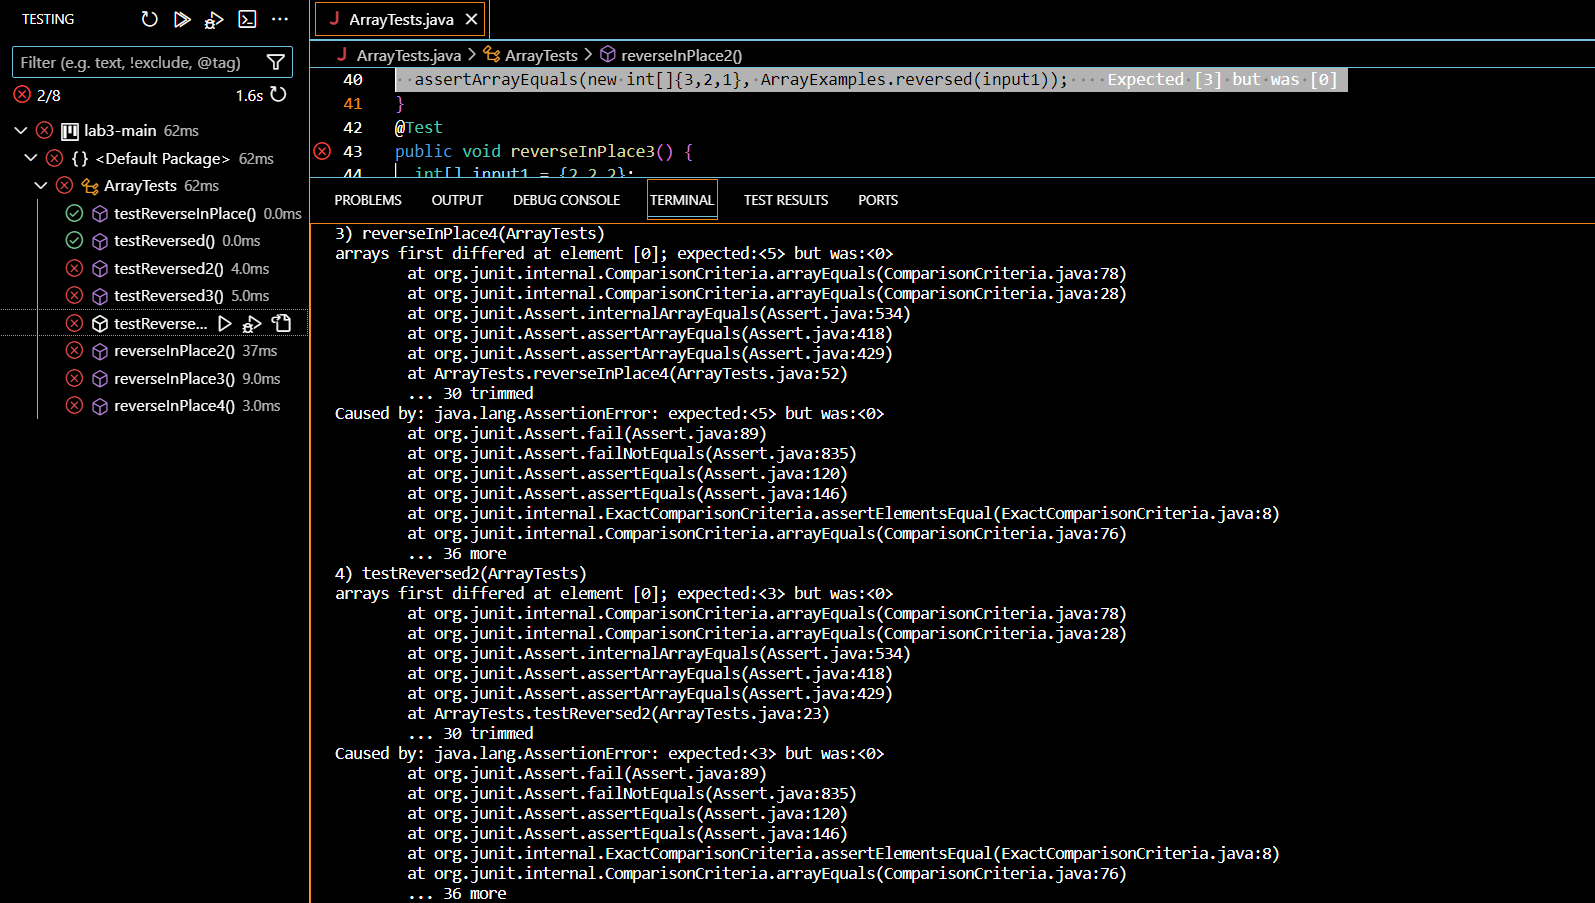 TESTING
Filter (e.g. text, !exclude, @tag)
2/8 1.6s
lab3-main 62ms
{} <Default Package> 62ms
ArrayTests 62ms
testReverseInPlace() 0.0ms
testReversed() 0.0ms
testReversed2() 4.0ms
testReversed3() 5.0ms
testReverse...
reverseInPlace2() 37ms
reverseInPlace3() 9.0ms
reverseInPlace4() 3.0ms
J ArrayTests.java
J ArrayTests.java > ArrayTests > reverseInPlace2()
40 assertArrayEquals(new int[]{3,2,1}, ArrayExamples.reversed(input1)); Expected [3] but was [0]
41 }
42 @Test
43 public void reverseInPlace3() {
44 int[] input1 = {2,2,2};
PROBLEMS OUTPUT DEBUG CONSOLE TERMINAL TEST RESULTS PORTS
3) reverseInPlace4(ArrayTests)
arrays first differed at element [0]; expected:<5> but was:<0>
at org.junit.internal.ComparisonCriteria.arrayEquals(ComparisonCriteria.java:78)
at org.junit.internal.ComparisonCriteria.arrayEquals(ComparisonCriteria.java:28)
at org.junit.Assert.internalArrayEquals(Assert.java:534)
at org.junit.Assert.assertArrayEquals(Assert.java:418)
at org.junit.Assert.assertArrayEquals(Assert.java:429)
at ArrayTests.reverseInPlace4(ArrayTests.java:52)
... 30 trimmed
Caused by: java.lang.AssertionError: expected:<5> but was:<0>
at org.junit.Assert.fail(Assert.java:89)
at org.junit.Assert.failNotEquals(Assert.java:835)
at org.junit.Assert.assertEquals(Assert.java:120)
at org.junit.Assert.assertEquals(Assert.java:146)
at org.junit.internal.ExactComparisonCriteria.assertElementsEqual(ExactComparisonCriteria.java:8)
at org.junit.internal.ComparisonCriteria.arrayEquals(ComparisonCriteria.java:76)
... 36 more
4) testReversed2(ArrayTests)
arrays first differed at element [0]; expected:<3> but was:<0>
at org.junit.internal.ComparisonCriteria.arrayEquals(ComparisonCriteria.java:78)
at org.junit.internal.ComparisonCriteria.arrayEquals(ComparisonCriteria.java:28)
at org.junit.Assert.internalArrayEquals(Assert.java:534)
at org.junit.Assert.assertArrayEquals(Assert.java:418)
at org.junit.Assert.assertArrayEquals(Assert.java:429)
at ArrayTests.testReversed2(ArrayTests.java:23)
... 30 trimmed
Caused by: java.lang.AssertionError: expected:<3> but was:<0>
at org.junit.Assert.fail(Assert.java:89)
at org.junit.Assert.failNotEquals(Assert.java:835)
at org.junit.Assert.assertEquals(Assert.java:120)
at org.junit.Assert.assertEquals(Assert.java:146)
at org.junit.internal.ExactComparisonCriteria.assertElementsEqual(ExactComparisonCriteria.java:8)
at org.junit.internal.ComparisonCriteria.arrayEquals(ComparisonCriteria.java:76)
... 36 more